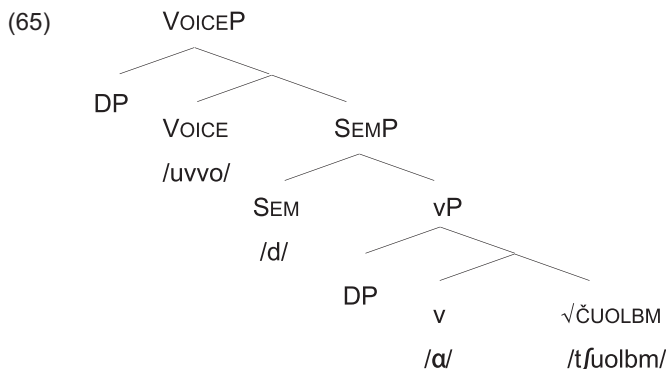 (65) VOICEP
DP
VOICE SEMP
/uvvo/
SEM vP
/d/
DP
v √ČUOLBM
/ɑ/ /tʃuolbm/